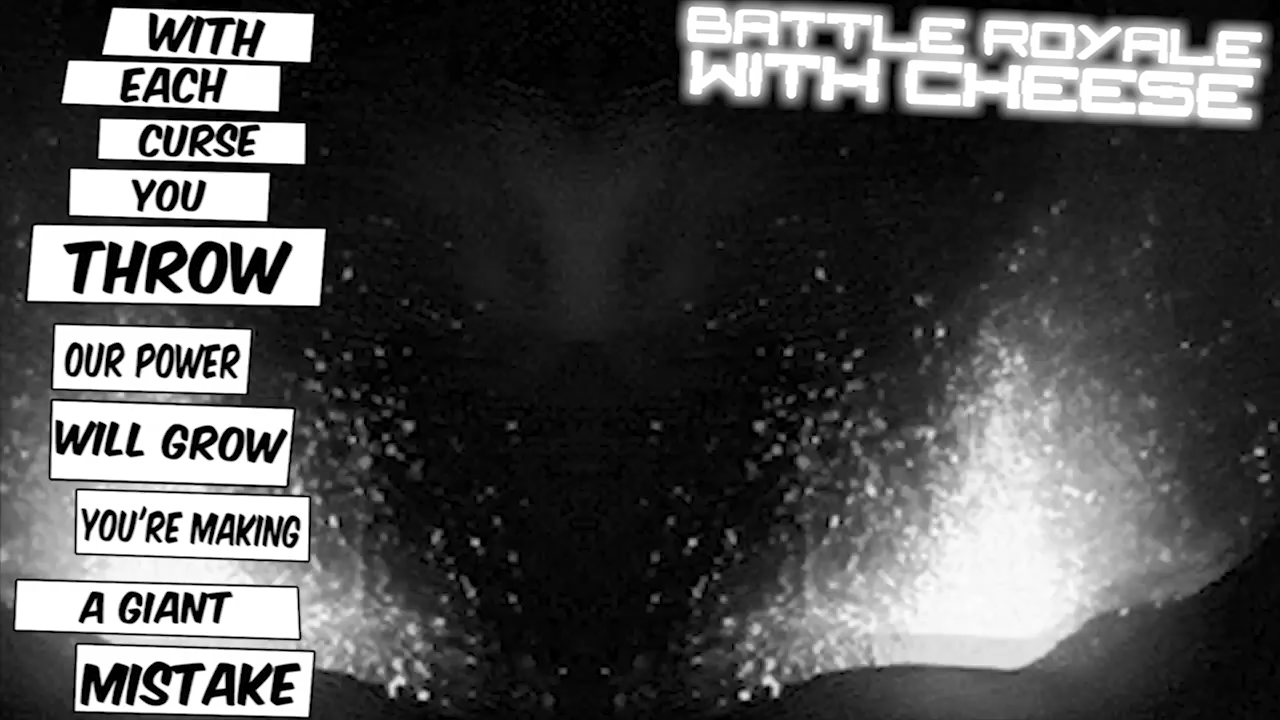 WITH
EACH
CURSE
YOU
THROW
OUR POWER
WILL GROW
YOU'RE MAKING
A GIANT
MISTAKE
BATTLE ROYALE
WITH CHEESE